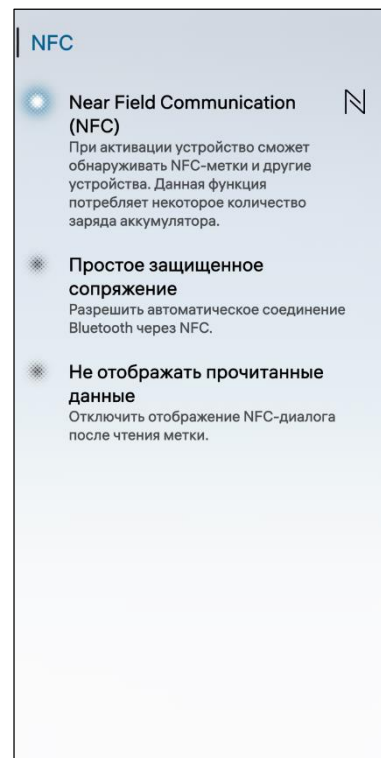 NFC
Near Field Communication
(NFC)
При активации устройство сможет
обнаруживать NFC-метки и другие
устройства. Данная функция
потребляет некоторое количество
заряда аккумулятора.
Простое защищенное
сопряжение
Разрешить автоматическое соединение
Bluetooth через NFC.
Не отображать прочитанные
данные
Отключить отображение NFC-диалога
после чтения метки.